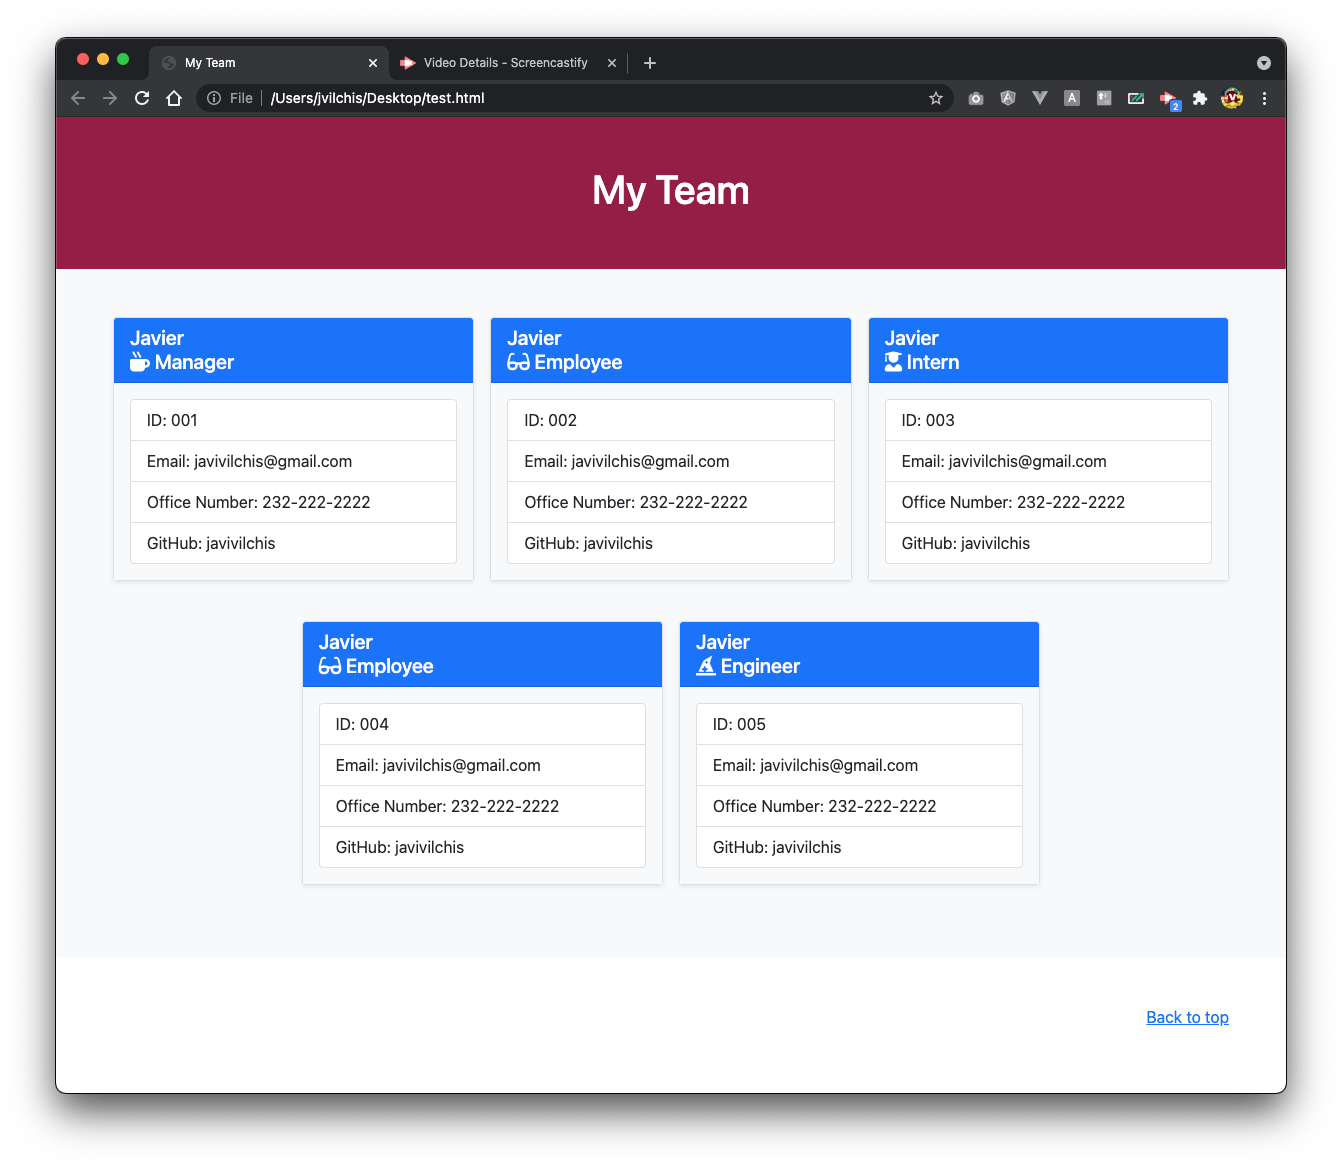 My Team
Video Details - Screencastify
File
/Users/jvilchis/Desktop/test.html
A
A
2
My Team
Javier
Manager
ID: 001
Email: javivilchis@gmail.com
Office Number: 232-222-2222
GitHub: javivilchis
Javier
Employee
ID: 002
Email: javivilchis@gmail.com
Office Number: 232-222-2222
GitHub: javivilchis
Javier
Intern
ID: 003
Email: javivilchis@gmail.com
Office Number: 232-222-2222
GitHub: javivilchis
Javier
Employee
ID: 004
Email: javivilchis@gmail.com
Office Number: 232-222-2222
GitHub: javivilchis
Javier
Engineer
ID: 005
Email: javivilchis@gmail.com
Office Number: 232-222-2222
GitHub: javivilchis
Back to top